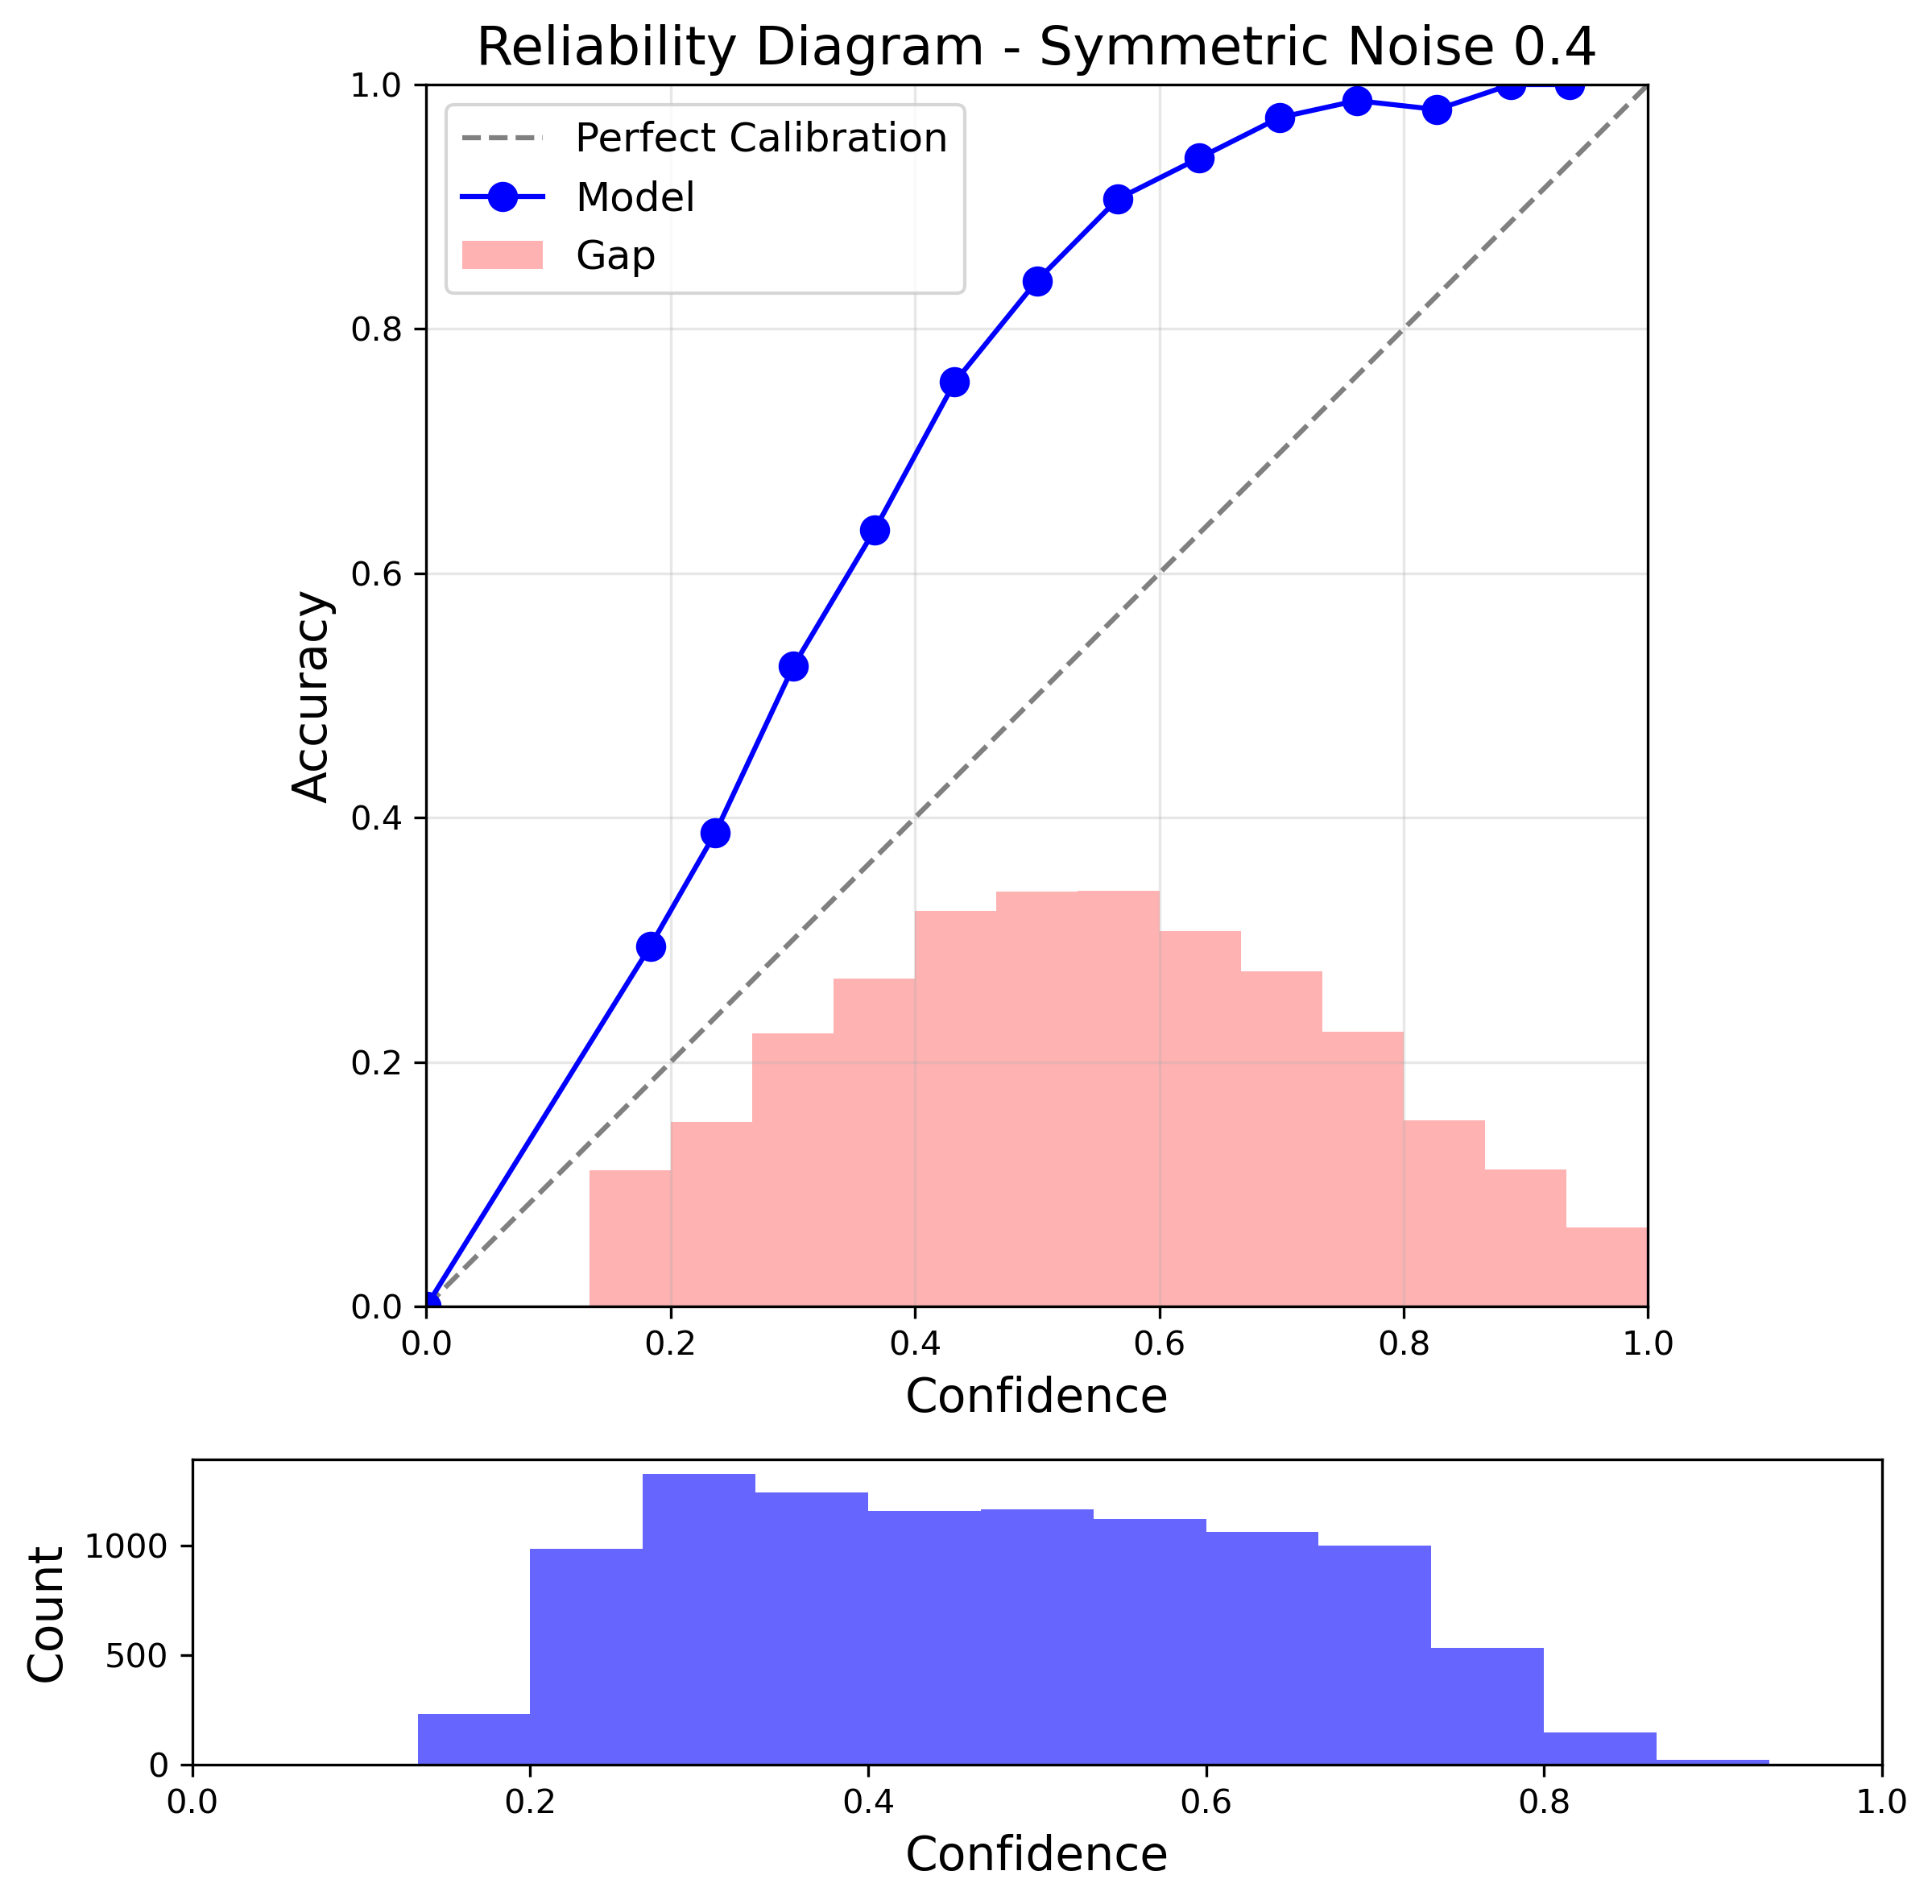 Reliability Diagram - Symmetric Noise 0.4
1.0
0.8
0.6
0.4
0.2
0.0
Accuracy
Perfect Calibration
Model
Gap
0.0 0.2 0.4 0.6 0.8 1.0
Confidence
1000
500
0
Count
0.0 0.2 0.4 0.6 0.8 1.0
Confidence